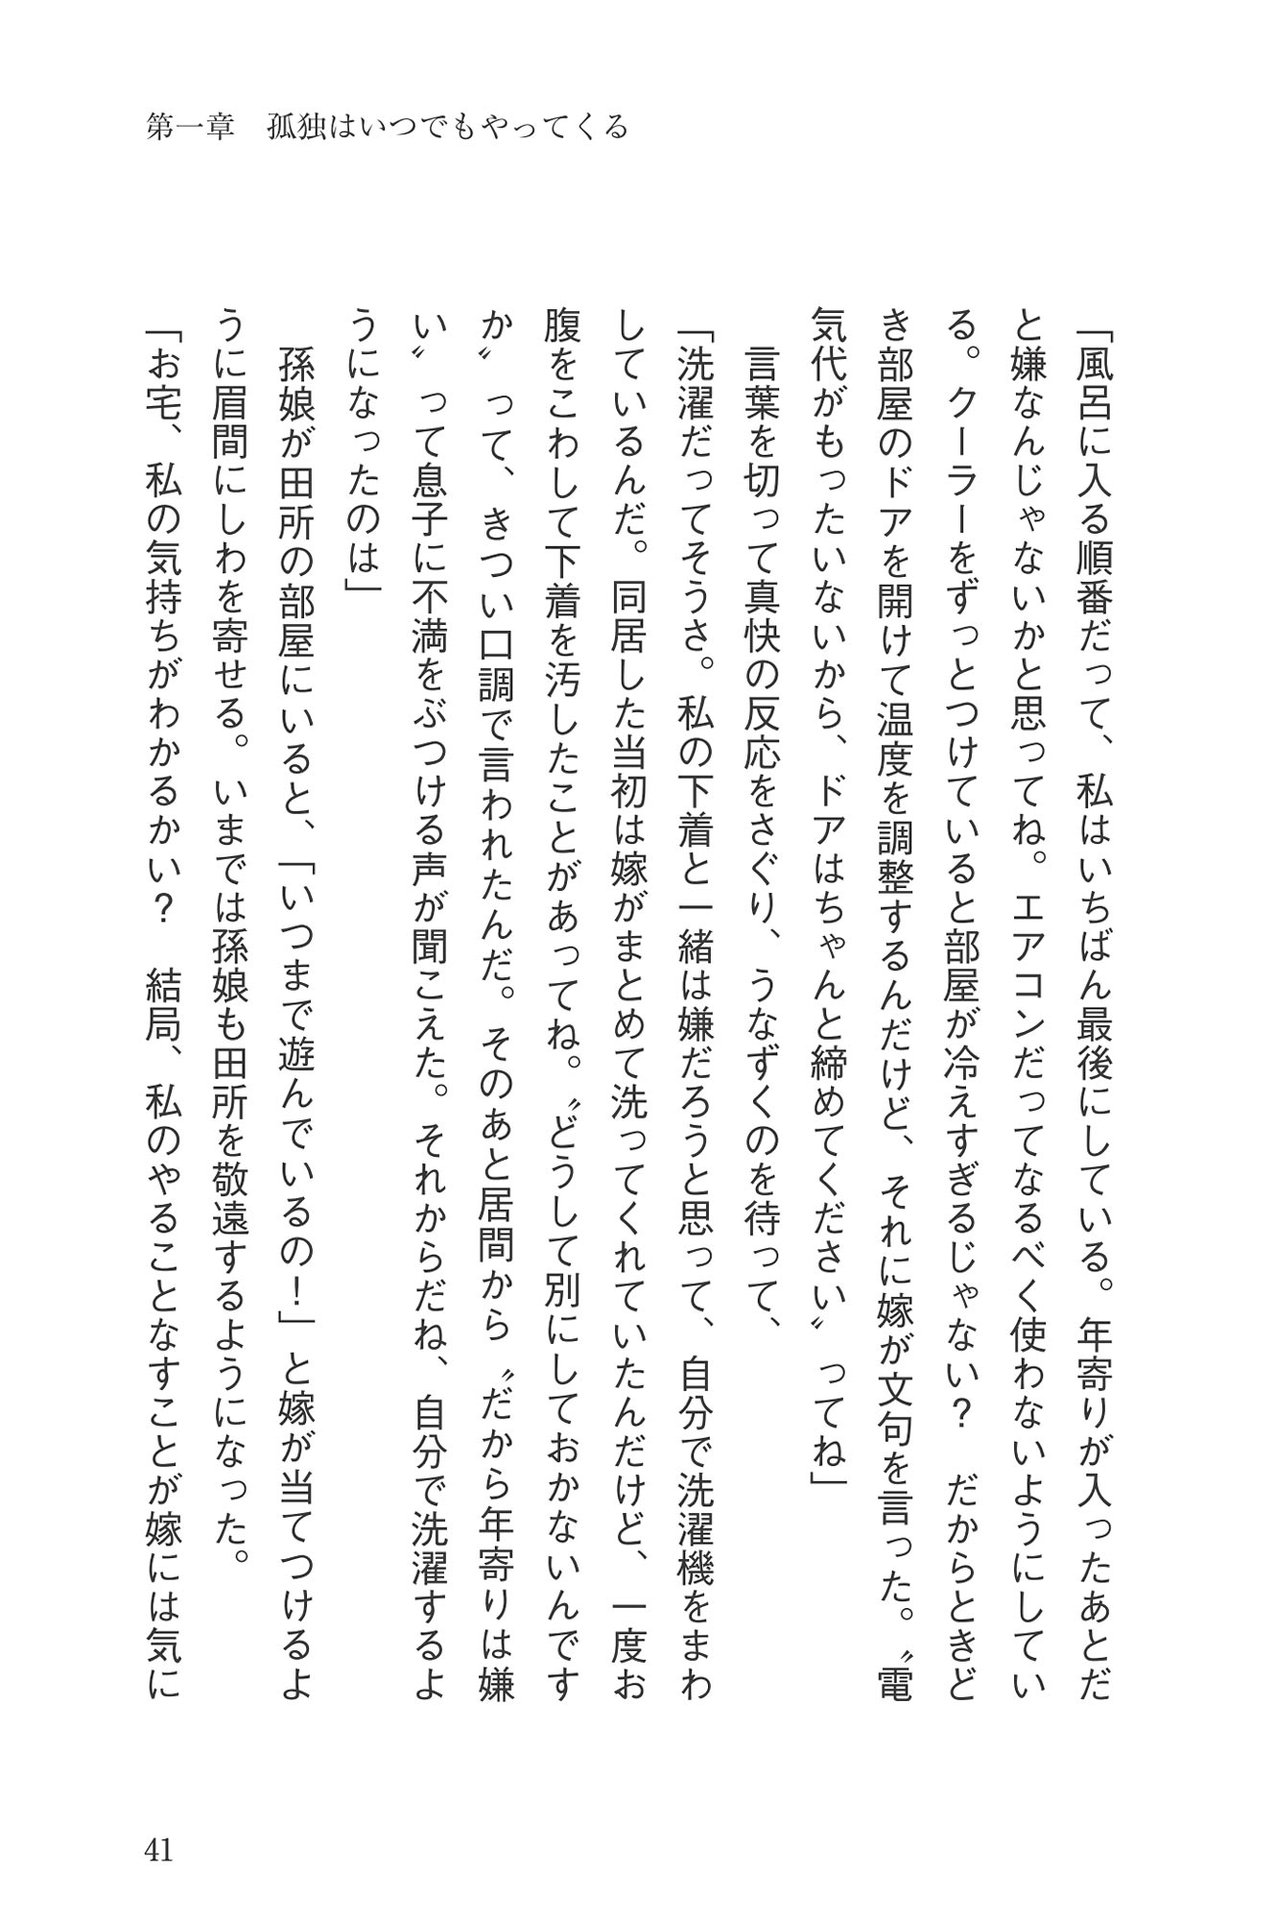 第一章　孤独はいつでもやってくる
「風呂に入る順番だって、私はいちばん最後にしている。年寄りが入ったあとだ
と嫌なんじゃないかと思ってね。エアコンだってなるべく使わないようにしてい
る。クーラーをずっとつけていると部屋が冷えすぎるじゃない？　だからときど
き部屋のドアを開けて温度を調整するんだけど、それに嫁が文句を言った。〝電
気代がもったいないから、ドアはちゃんと締めてください〟ってね」
　言葉を切って真快の反応をさぐり、うなずくのを待って、
「洗濯だってそうさ。私の下着と一緒は嫌だろうと思って、自分で洗濯機をまわ
しているんだ。同居した当初は嫁がまとめて洗ってくれていたんだけど、一度お
腹をこわして下着を汚したことがあってね。〝どうして別にしておかないんです
か〟って、きつい口調で言われたんだ。そのあと居間から〝だから年寄りは嫌
い〟って息子に不満をぶつける声が聞こえた。それからだね、自分で洗濯するよ
うになったのは」
　孫娘が田所の部屋にいると、「いつまで遊んでいるの！」と嫁が当てつけるよ
うに眉間にしわを寄せる。いまでは孫娘も田所を敬遠するようになった。
「お宅、私の気持ちがわかるかい？　結局、私のやることなすことが嫁には気に
41